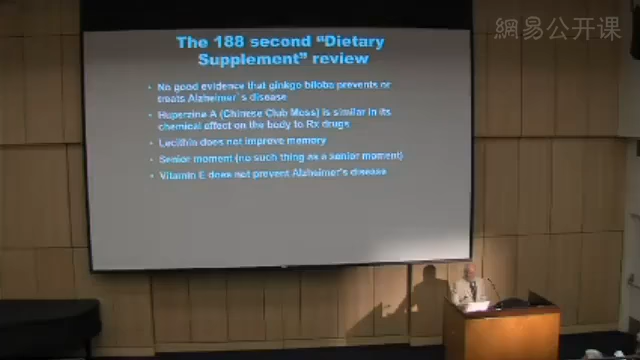 網易公开课
The 188 second “Dietary
Supplement” review
• No good evidence that ginkgo biloba prevents or
treats Alzheimer’s disease
• Huperzine A (Chinese Club Moss) is similar in its
chemical effect on the body to Rx drugs
• Lecithin does not improve memory
• Senior moment (no such thing as a senior moment)
• Vitamin E does not prevent Alzheimer’s disease